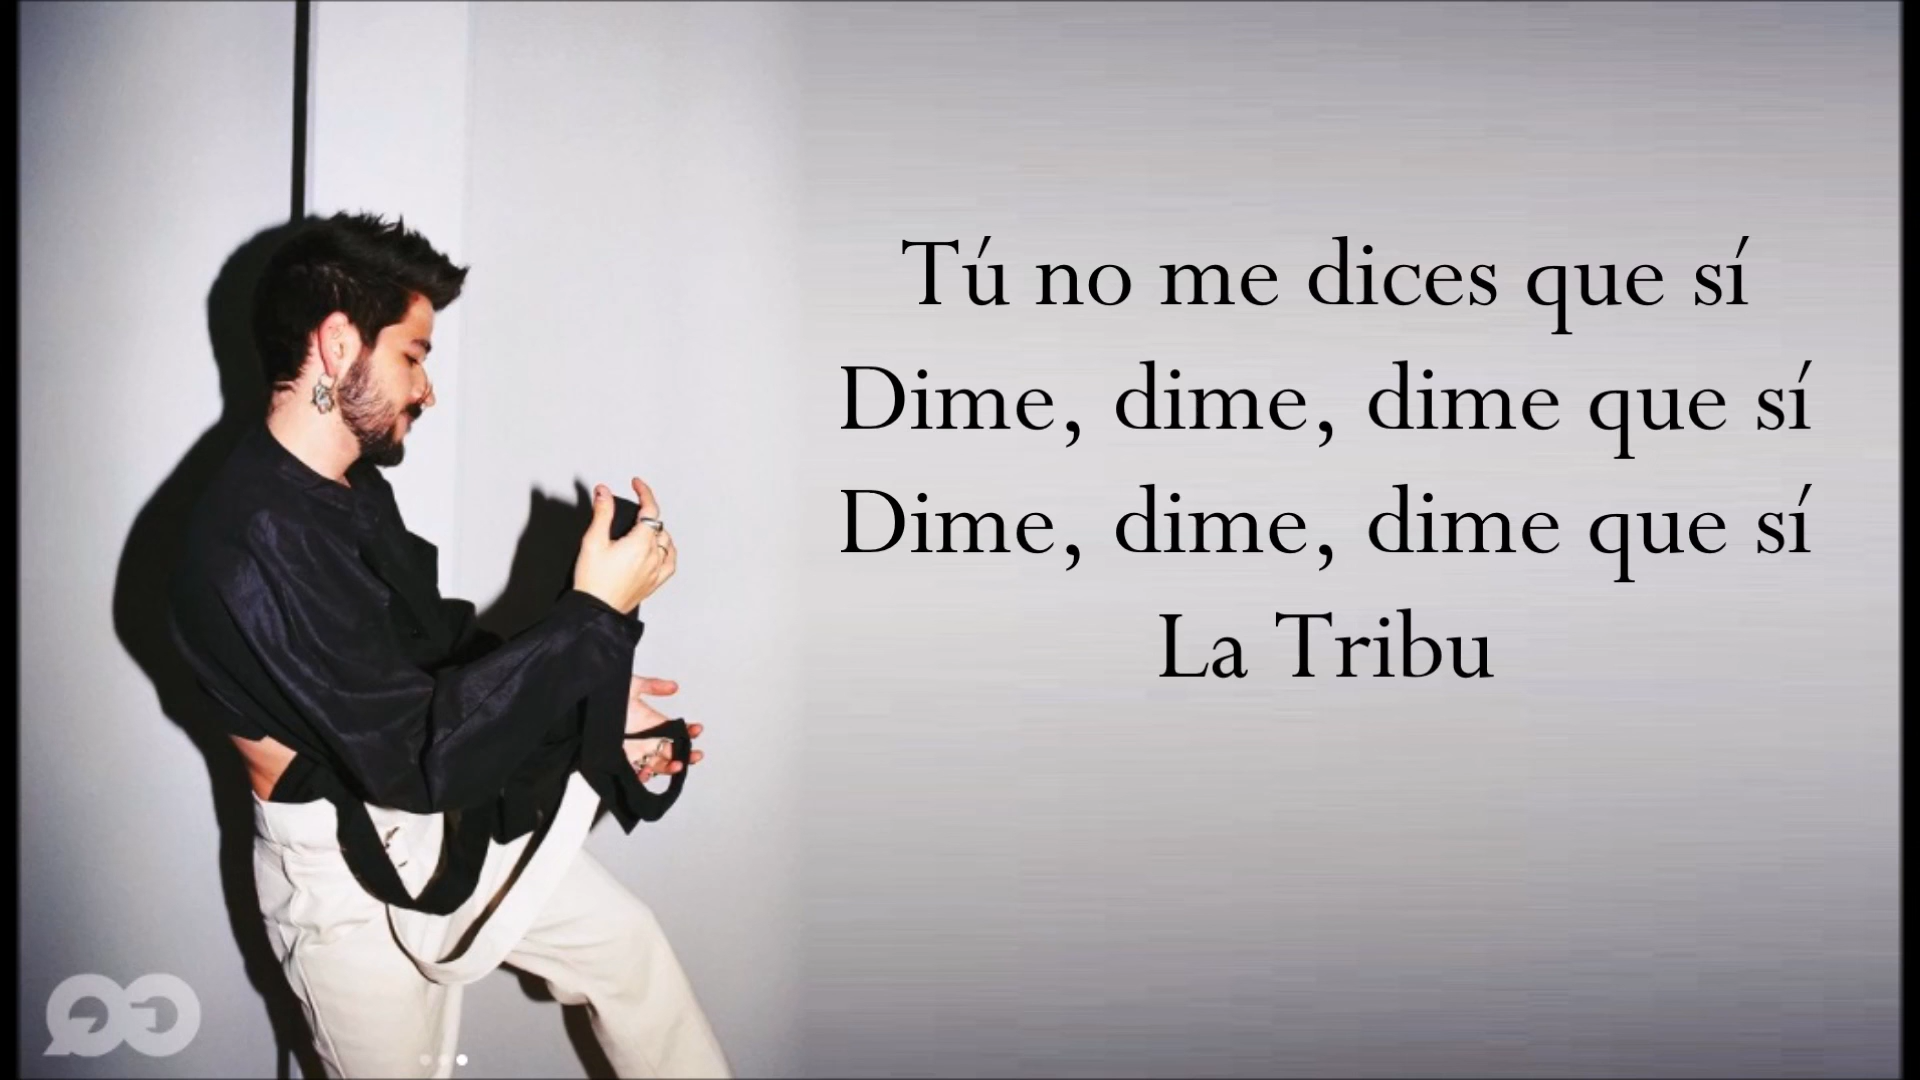 Tú no me dices que sí
Dime, dime, dime que sí
Dime, dime, dime que sí
La Tribu